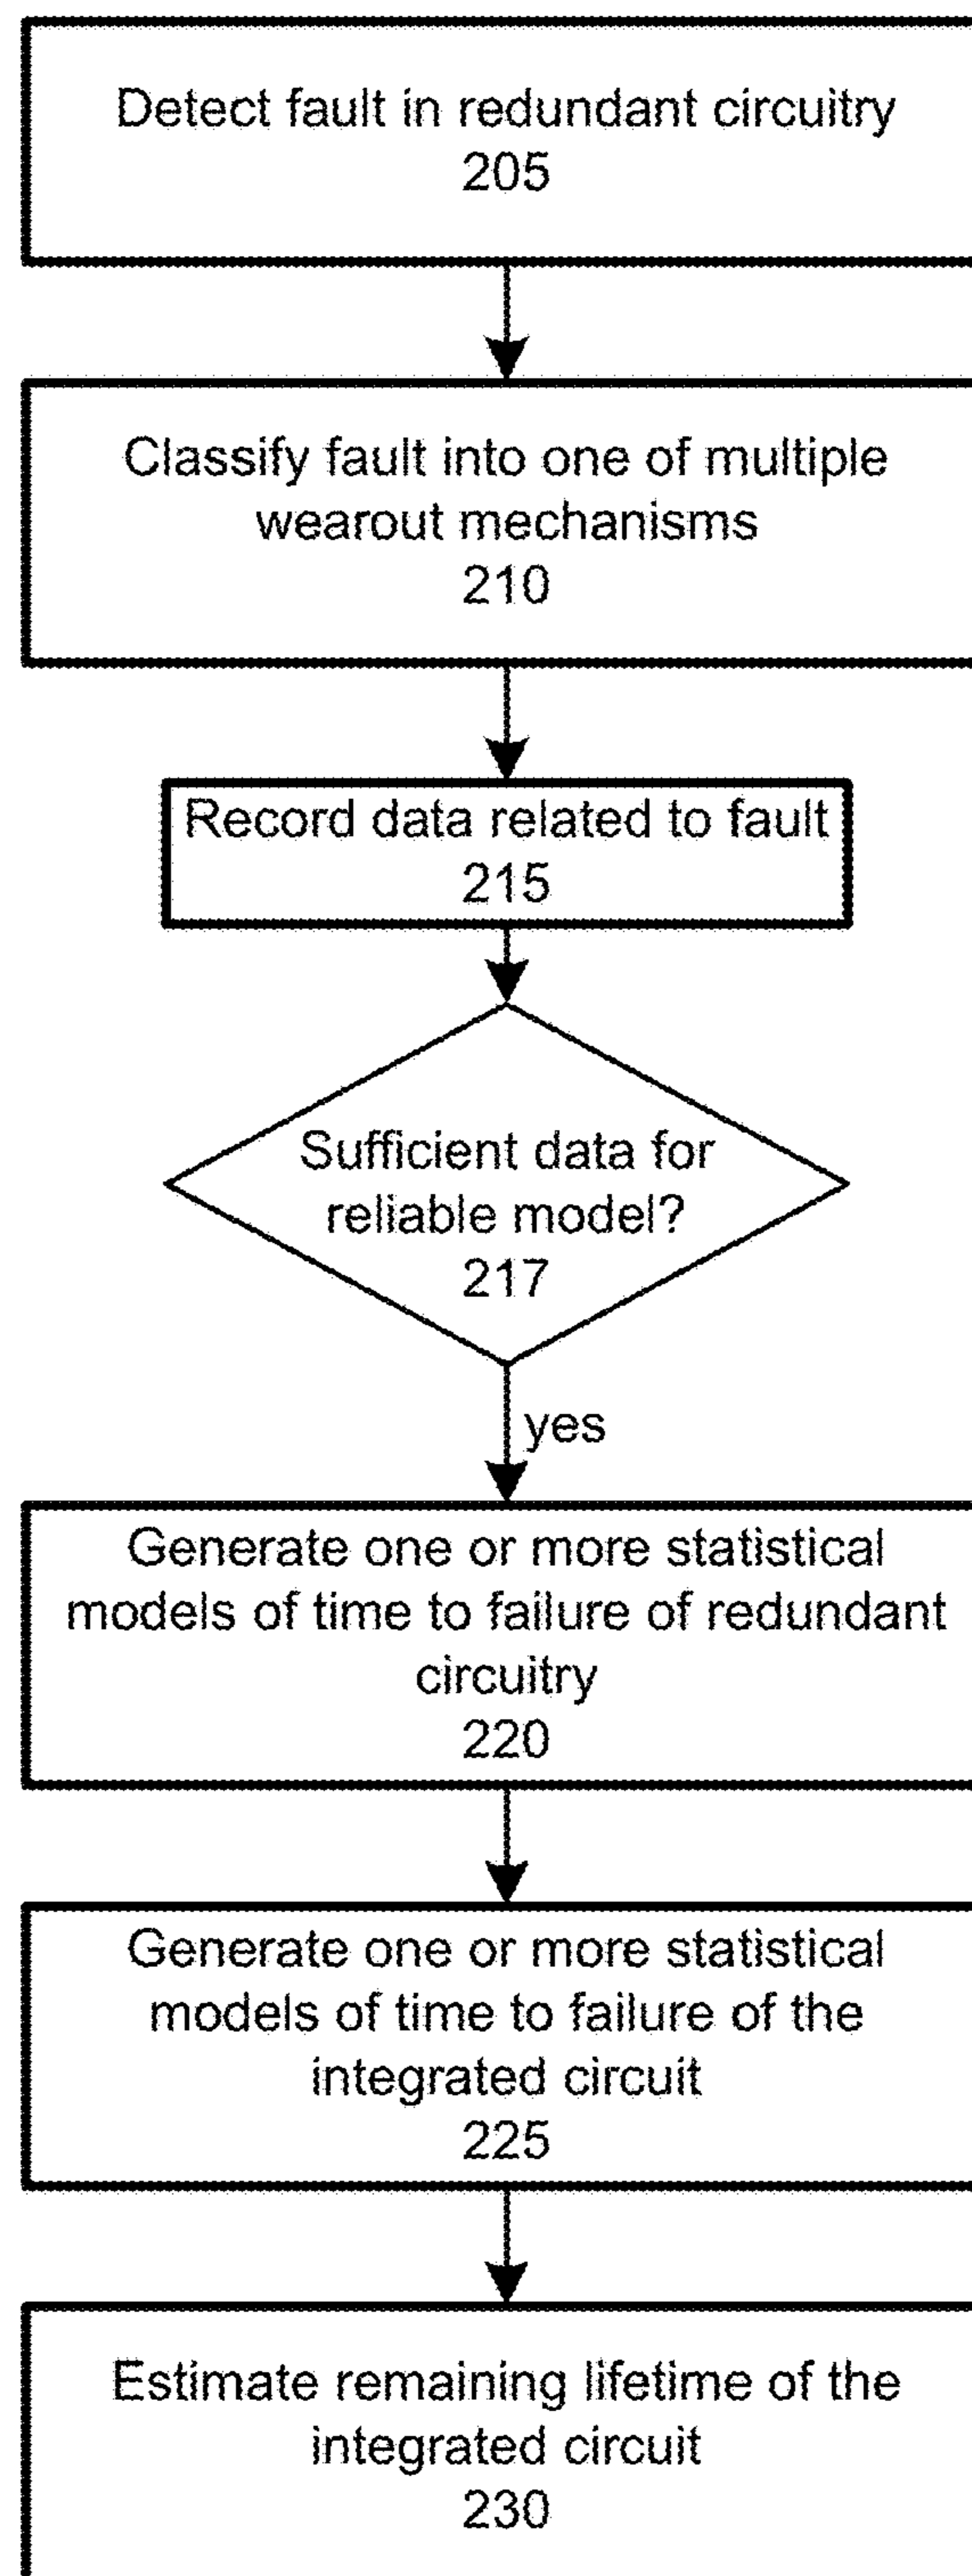 Detect fault in redundant circuitry
205
Classify fault into one of multiple
wearout mechanisms
210
Record data related to fault
215
Sufficient data for
reliable model?
217
yes
Generate one or more statistical
models of time to failure of redundant
circuitry
220
Generate one or more statistical
models of time to failure of the
integrated circuit
225
Estimate remaining lifetime of the
integrated circuit
230